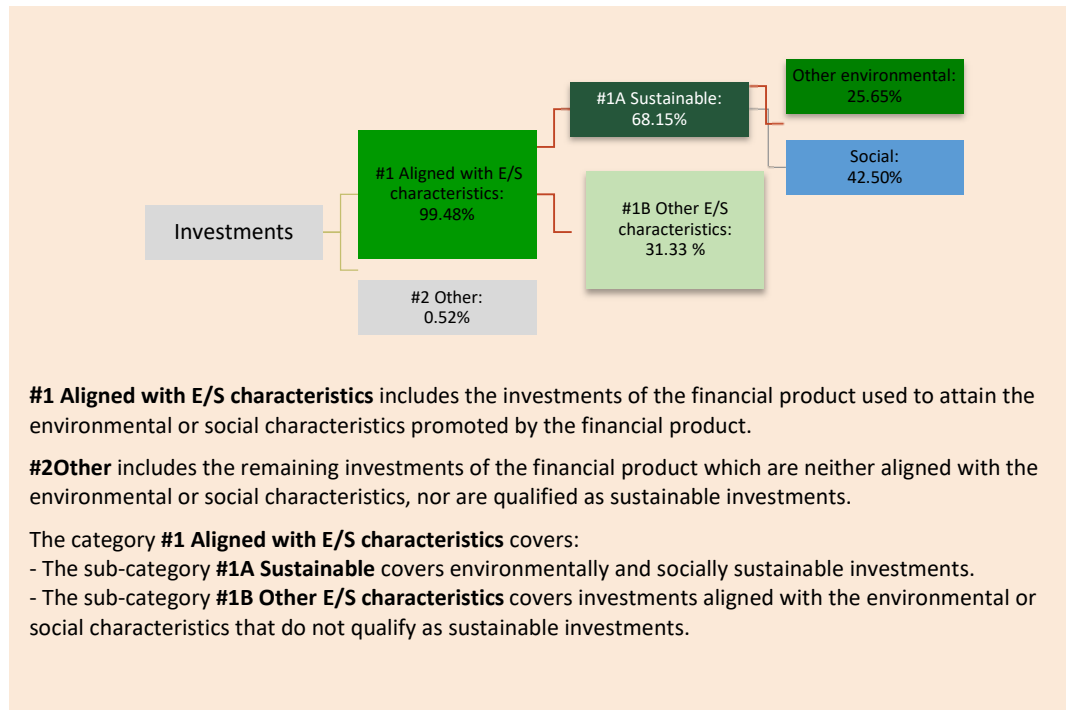 Investments
#1 Aligned with E/S
characteristics:
99.48%
#2 Other:
0.52%
#1A Sustainable:
68.15%
#1B Other E/S
characteristics:
31.33 %
Other environmental:
25.65%
Social:
42.50%
#1 Aligned with E/S characteristics includes the investments of the financial product used to attain the
environmental or social characteristics promoted by the financial product.
#2Other includes the remaining investments of the financial product which are neither aligned with the
environmental or social characteristics, nor are qualified as sustainable investments.
The category #1 Aligned with E/S characteristics covers:
- The sub-category #1A Sustainable covers environmentally and socially sustainable investments.
- The sub-category #1B Other E/S characteristics covers investments aligned with the environmental or
social characteristics that do not qualify as sustainable investments.